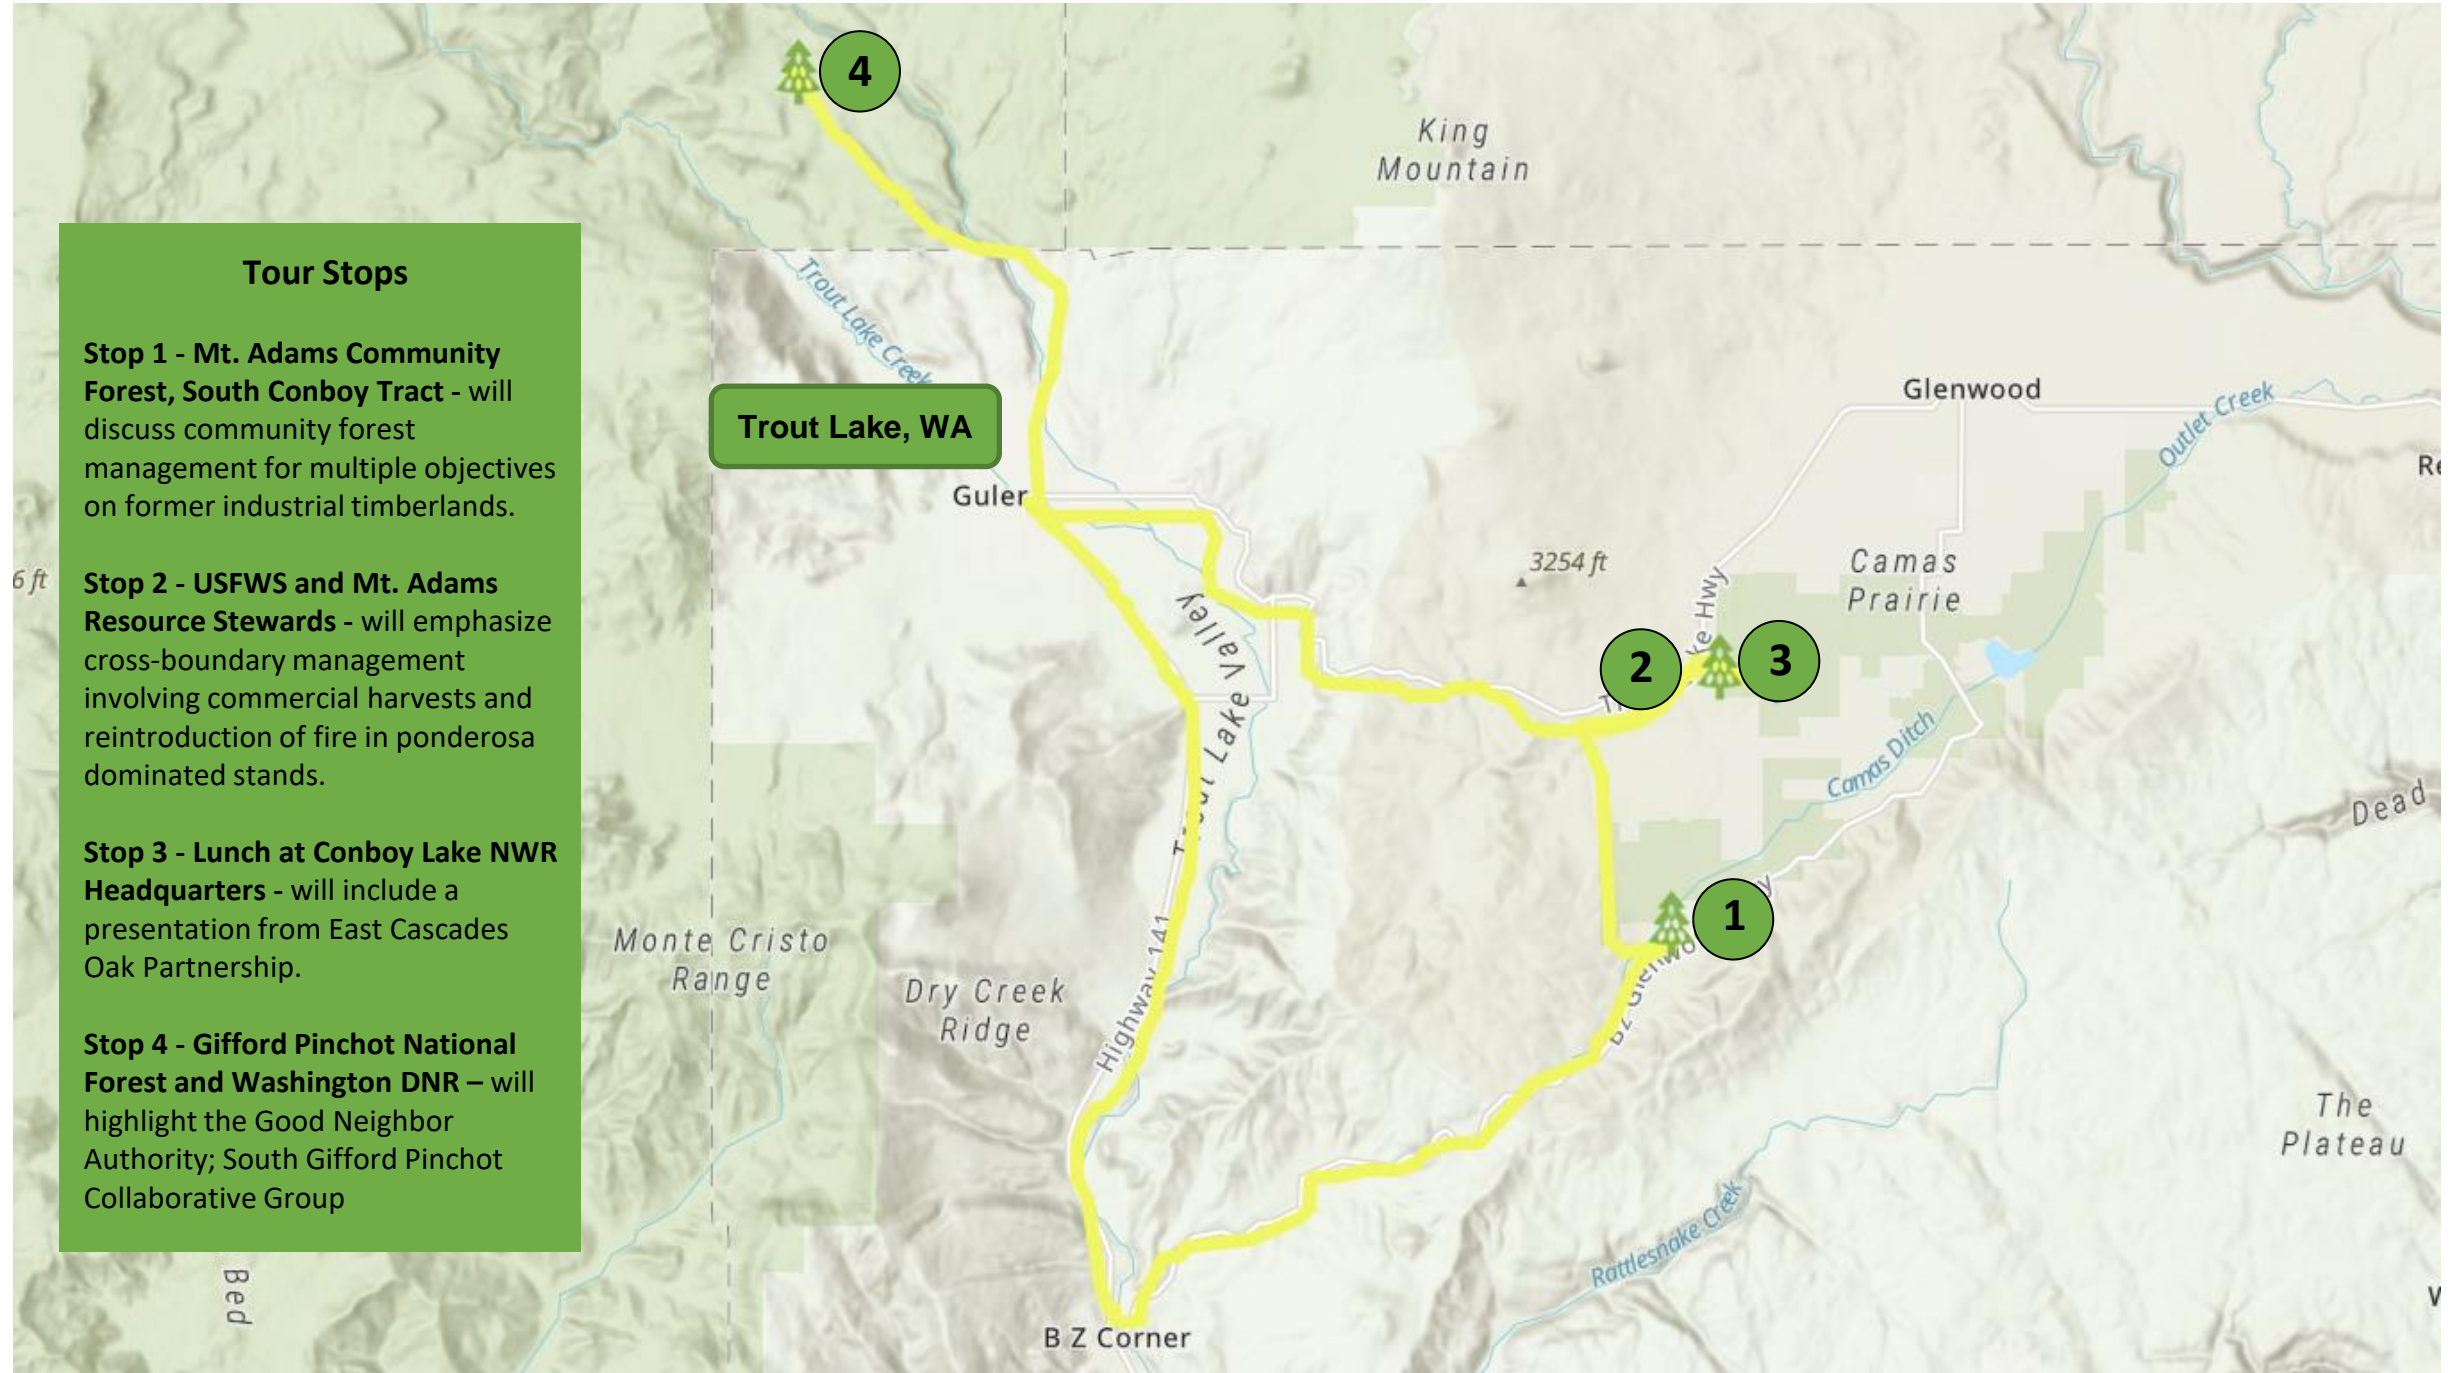 4
King
Mountain
Tour Stops
Stop 1 - Mt. Adams Community
Forest, South Conboy Tract - will
discuss community forest
management for multiple objectives
on former industrial timberlands.
Stop 2 - USFWS and Mt. Adams
Resource Stewards - will emphasize
cross-boundary management
involving commercial harvests and
reintroduction of fire in ponderosa
dominated stands.
Stop 3 - Lunch at Conboy Lake NWR
Headquarters - will include a
presentation from East Cascades
Oak Partnership.
Stop 4 - Gifford Pinchot National
Forest and Washington DNR – will
highlight the Good Neighbor
Authority; South Gifford Pinchot
Collaborative Group
Trout Lake Creek
Trout Lake, WA
Glenwood
Outlet Creek
Guler
6 ft
3254 ft
Camas
Prairie
Hwy
Trout Lake Valley
2
3
Camas Ditch
Dead
1
Monte Cristo
Range
Highway 141
Dry Creek
Ridge
The
Plateau
Rattlesnake Creek
Bed
B Z Corner